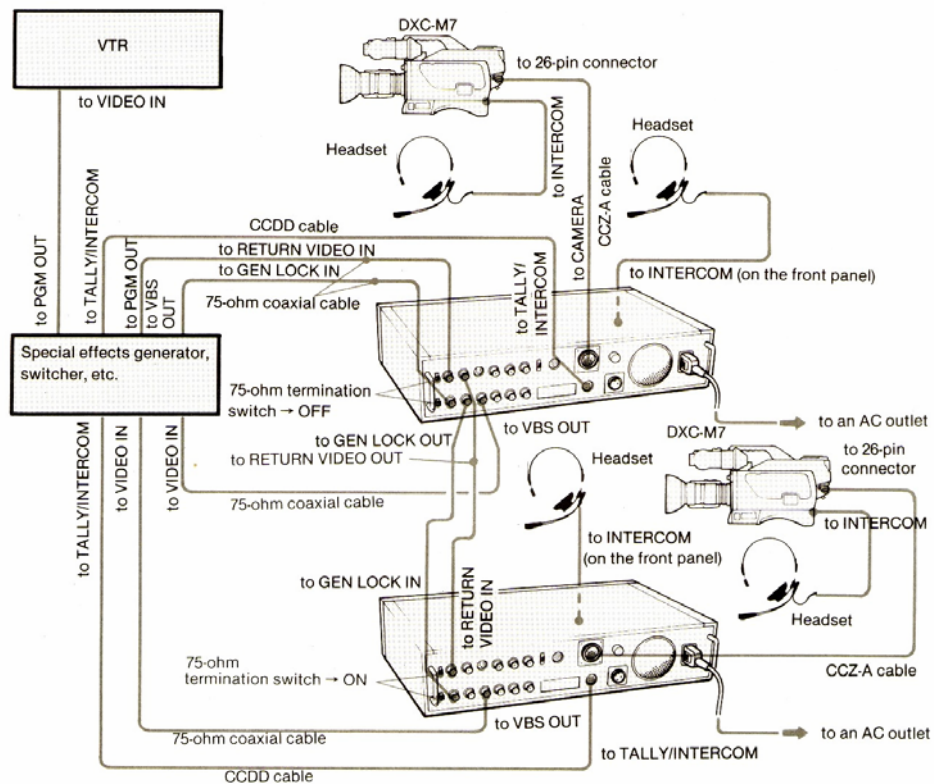 VTR
to VIDEO IN
DXC-M7
to 26-pin connector
Headset
to INTERCOM
to CAMERA
CCZ-A cable
Headset
to INTERCOM (on the front panel)
to PGM OUT
to TALLY/INTERCOM
to PGM OUT
to VBS
OUT
CCDD cable
to RETURN VIDEO IN
to GEN LOCK IN
75-ohm coaxial cable
to TALLY/
INTERCOM
Special effects generator,
switcher, etc.
75-ohm termination
switch → OFF
to GEN LOCK OUT
to RETURN VIDEO OUT
to VBS OUT
to an AC outlet
75-ohm coaxial cable
to TALLY/INTERCOM
to VIDEO IN
to VIDEO IN
Headset
DXC-M7
to 26-pin
connector
to INTERCOM
to INTERCOM
(on the front panel)
Headset
to GEN LOCK IN
to RETURN
VIDEO IN
75-ohm
termination switch → ON
CCZ-A cable
to VBS OUT
75-ohm coaxial cable
to an AC outlet
to TALLY/INTERCOM
CCDD cable